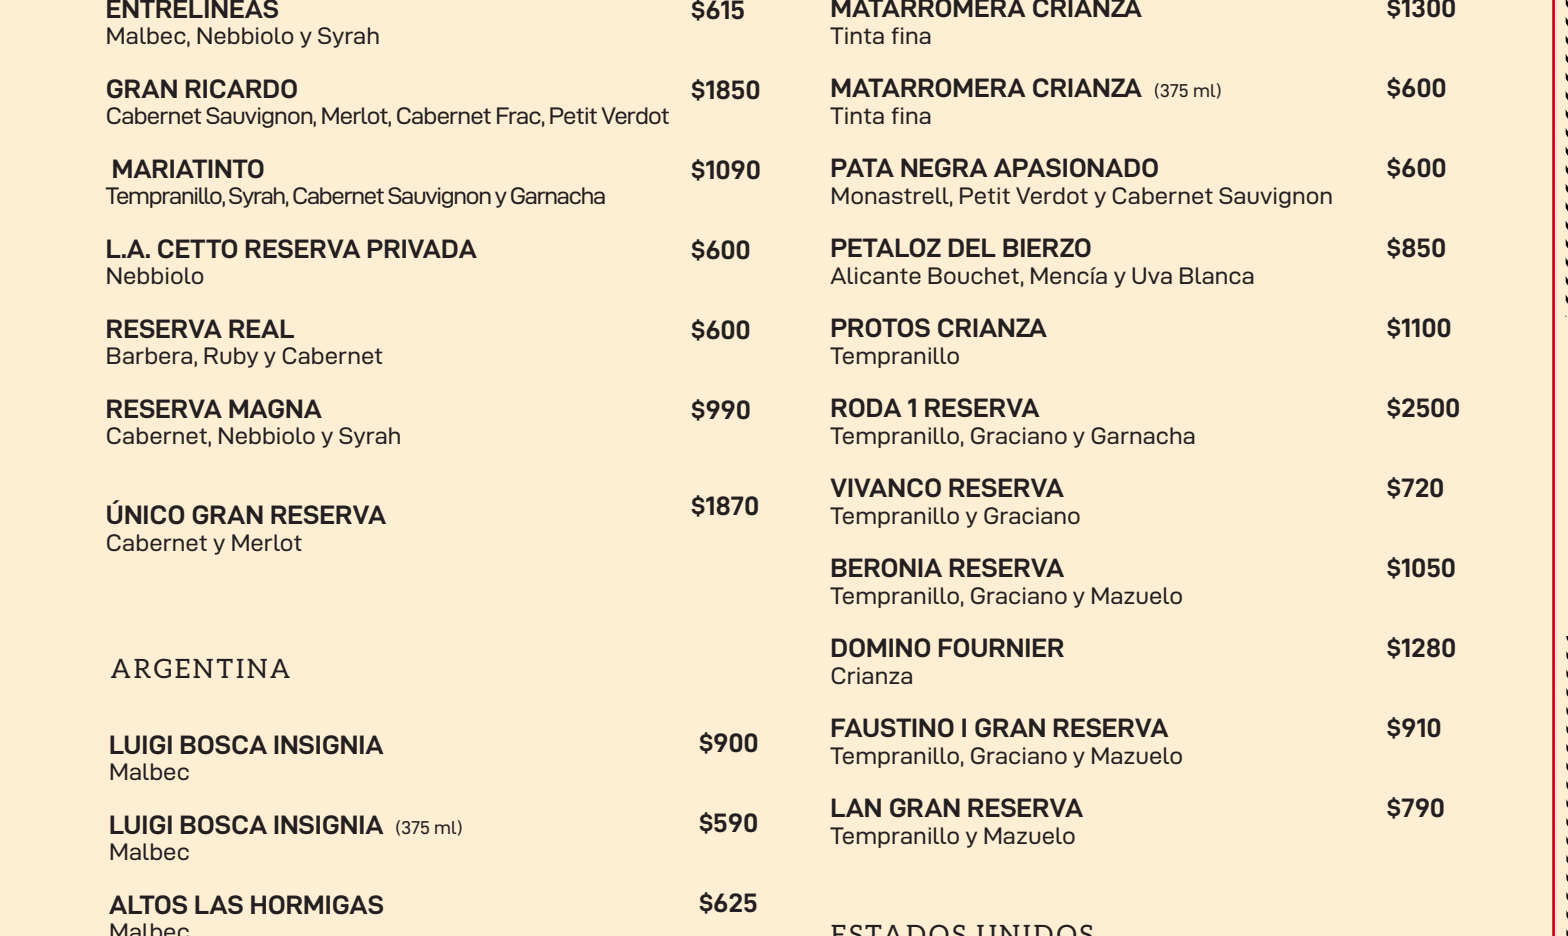 ENTRELINEAS $615
Malbec, Nebbiolo y Syrah
GRAN RICARDO $1850
Cabernet Sauvignon, Merlot, Cabernet Frac, Petit Verdot
MARIATINTO $1090
Tempranillo, Syrah, Cabernet Sauvignon y Garnacha
L.A. CETTO RESERVA PRIVADA $600
Nebbiolo
RESERVA REAL $600
Barbera, Ruby y Cabernet
RESERVA MAGNA $990
Cabernet, Nebbiolo y Syrah
ÚNICO GRAN RESERVA $1870
Cabernet y Merlot
ARGENTINA
LUIGI BOSCA INSIGNIA $900
Malbec
LUIGI BOSCA INSIGNIA (375 ml) $590
Malbec
ALTOS LAS HORMIGAS $625
Malbec
MATARROMERA CRIANZA $1300
Tinta fina
MATARROMERA CRIANZA (375 ml) $600
Tinta fina
PATA NEGRA APASIONADO $600
Monastrell, Petit Verdot y Cabernet Sauvignon
PETALOZ DEL BIERZO $850
Alicante Bouchet, Mencía y Uva Blanca
PROTOS CRIANZA $1100
Tempranillo
RODA 1 RESERVA $2500
Tempranillo, Graciano y Garnacha
VIVANCO RESERVA $720
Tempranillo y Graciano
BERONIA RESERVA $1050
Tempranillo, Graciano y Mazuelo
DOMINO FOURNIER $1280
Crianza
FAUSTINO I GRAN RESERVA $910
Tempranillo, Graciano y Mazuelo
LAN GRAN RESERVA $790
Tempranillo y Mazuelo
ESTADOS UNIDOS